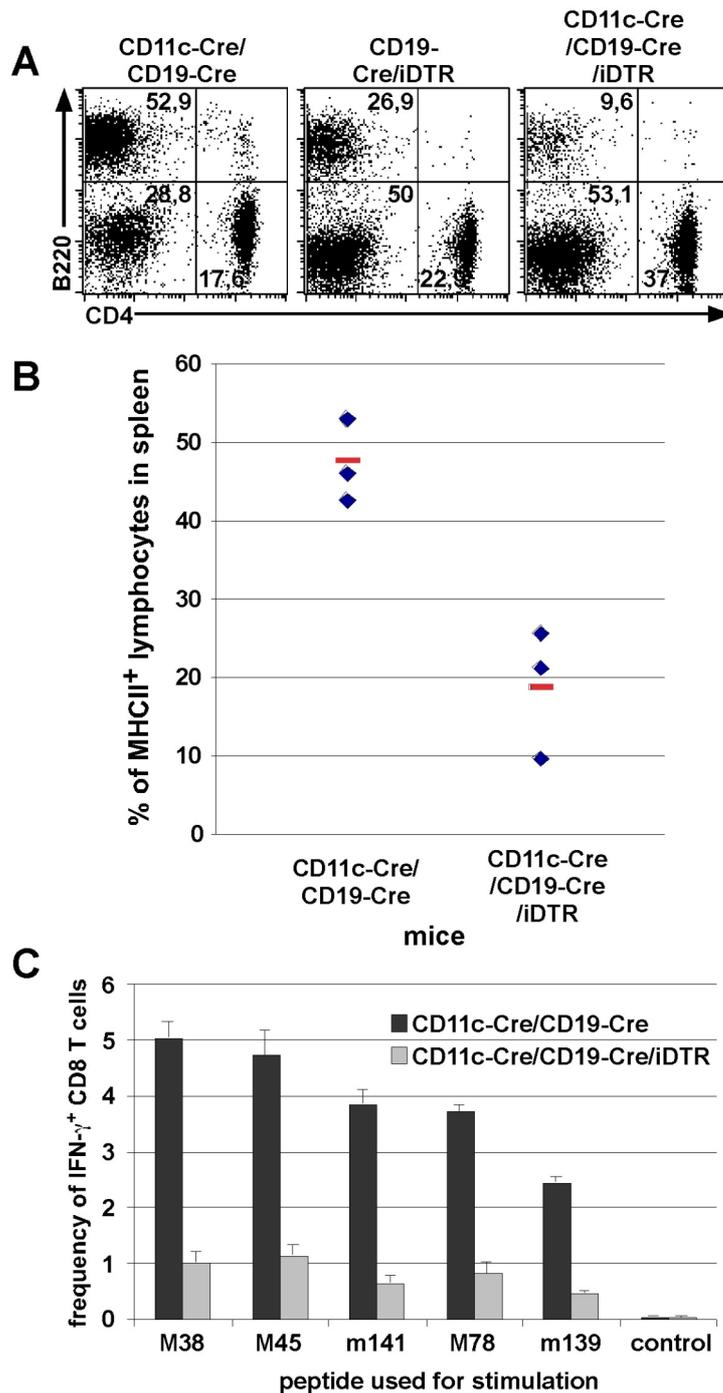 A
CD11c-Cre/
CD19-Cre
CD19-
Cre/iDTR
CD11c-Cre
/CD19-Cre
/iDTR
52,9
26,9
9,6
28,8
50
53,1
17,6
22,
37
B220
CD4
B
% of MHCII⁺ lymphocytes in spleen
60
50
40
30
20
10
0
CD11c-Cre/
CD19-Cre
CD11c-Cre
/CD19-Cre
/iDTR
mice
C
frequency of IFN-γ⁺ CD8 T cells
6
5
4
3
2
1
0
CD11c-Cre/CD19-Cre
CD11c-Cre/CD19-Cre/iDTR
M38 M45 m141 M78 m139 control
peptide used for stimulation